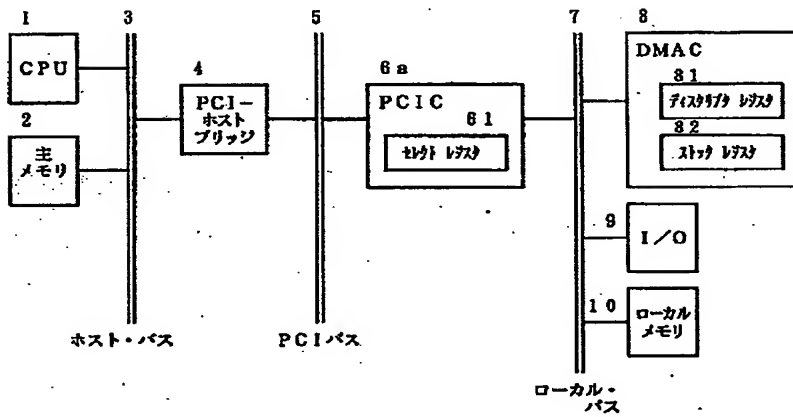 1
3
5
7
8
CPU
4
6a
DMAC
PCI-
ホスト
ブリッジ
PCIC
81
ディスクリプタ レジスタ
2
61
82
主
メモリ
セレクト レジスタ
ストック レジスタ
9
I/O
10
ローカル
メモリ
ホスト・バス
PCIバス
ローカル・
バス